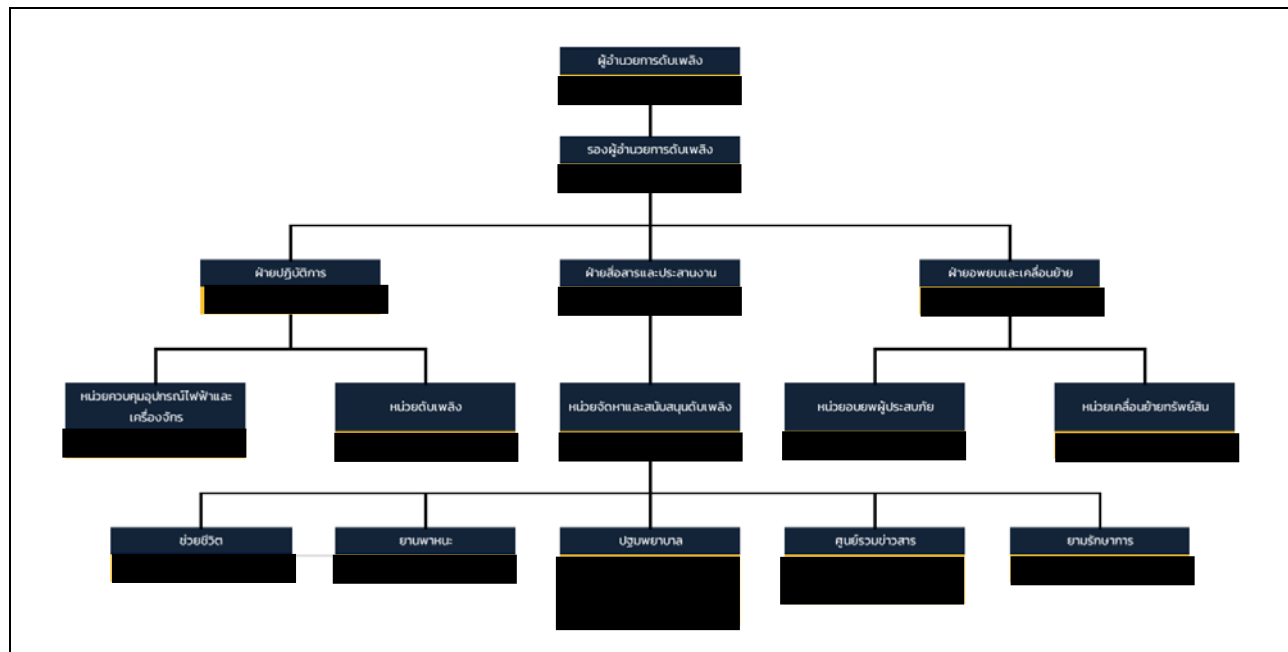 ผู้อำนวยการดับเพลิง
รองผู้อำนวยการดับเพลิง
ฝ่ายปฏิบัติการ
ฝ่ายสื่อสารและประสานงาน
ฝ่ายอพยบและเคลื่อนย้าย
หน่วยควบคุมอุปกรณ์ไฟฟ้าและ
เครื่องจักร
หน่วยดับเพลิง
หน่วยจัดหาและสนับสนุนดับเพลิง
หน่วยอบยพผู้ประสบภัย
หน่วยเคลื่อนย้ายทรัพย์สิน
ช่วยชีวิต
ยานพาหนะ
ปฐมพยาบาล
ศูนย์รวมข่าวสาร
ยามรักษาการ